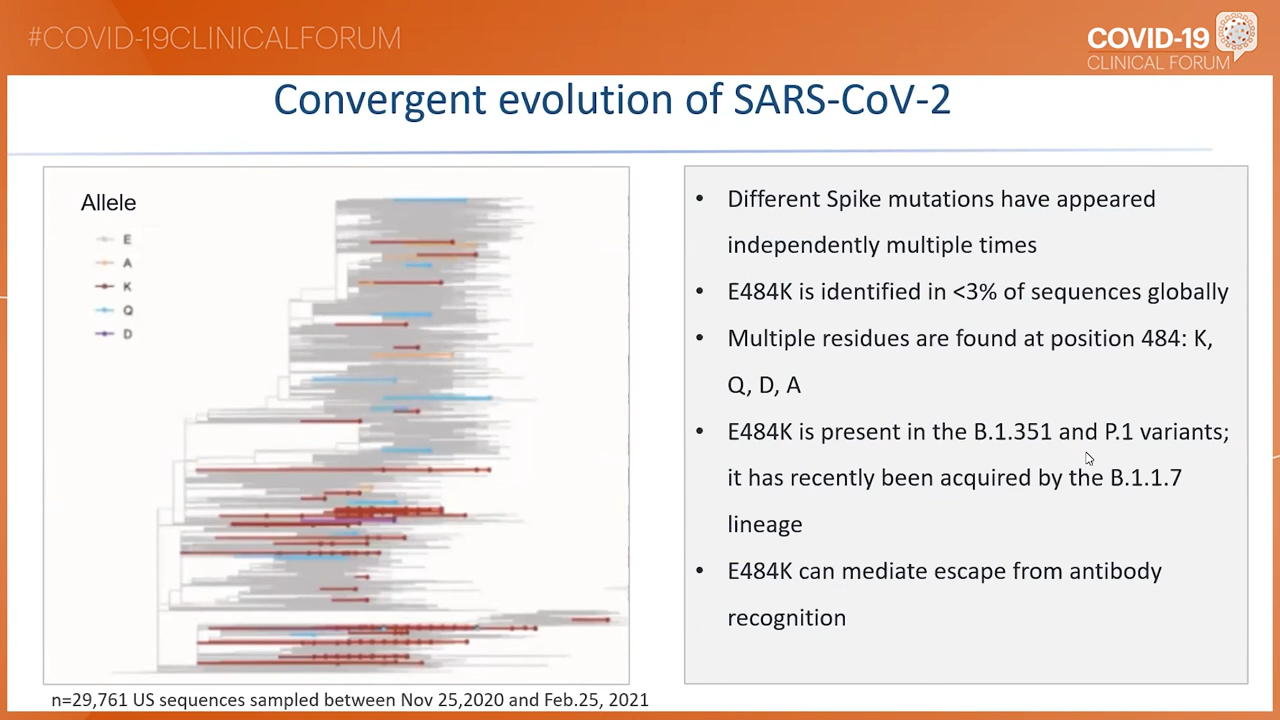 #COVID-19CLINICALFORUM
COVID-19
CLINICAL FORUM
Convergent evolution of SARS-CoV-2
Allele
E
A
K
Q
D
n=29,761 US sequences sampled between Nov 25,2020 and Feb.25, 2021
• Different Spike mutations have appeared
independently multiple times
• E484K is identified in <3% of sequences globally
• Multiple residues are found at position 484: K,
Q, D, A
• E484K is present in the B.1.351 and P.1 variants;
it has recently been acquired by the B.1.1.7
lineage
• E484K can mediate escape from antibody
recognition